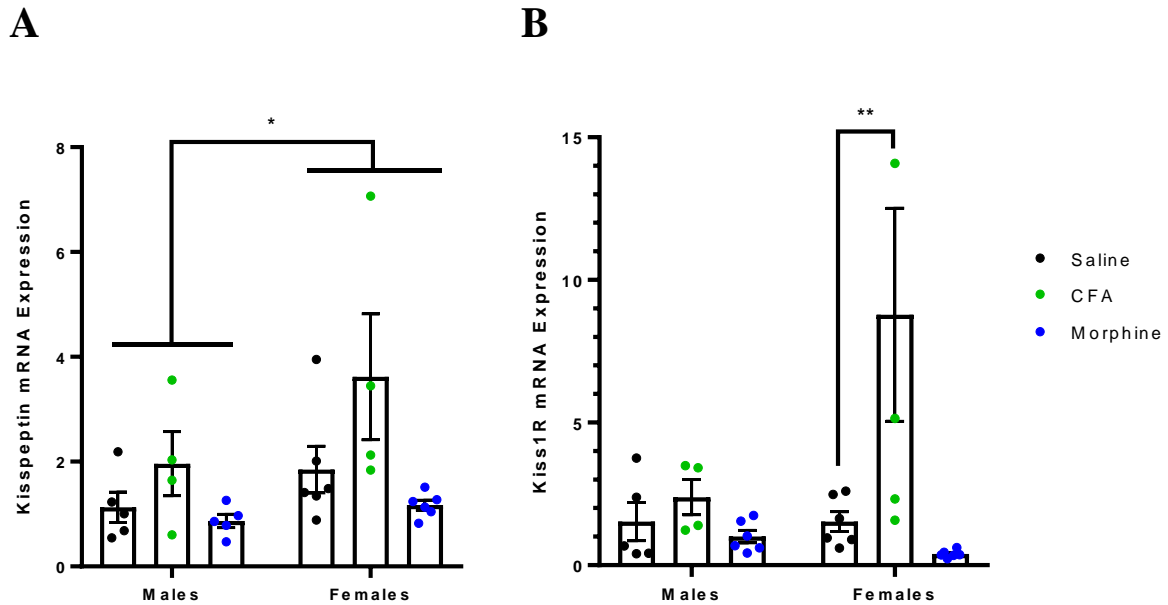 A
B
*
**
Kisspeptin mRNA Expression
8
6
4
2
0
Males
Females
Kiss1R mRNA Expression
15
10
5
0
Males
Females
Saline
CFA
Morphine